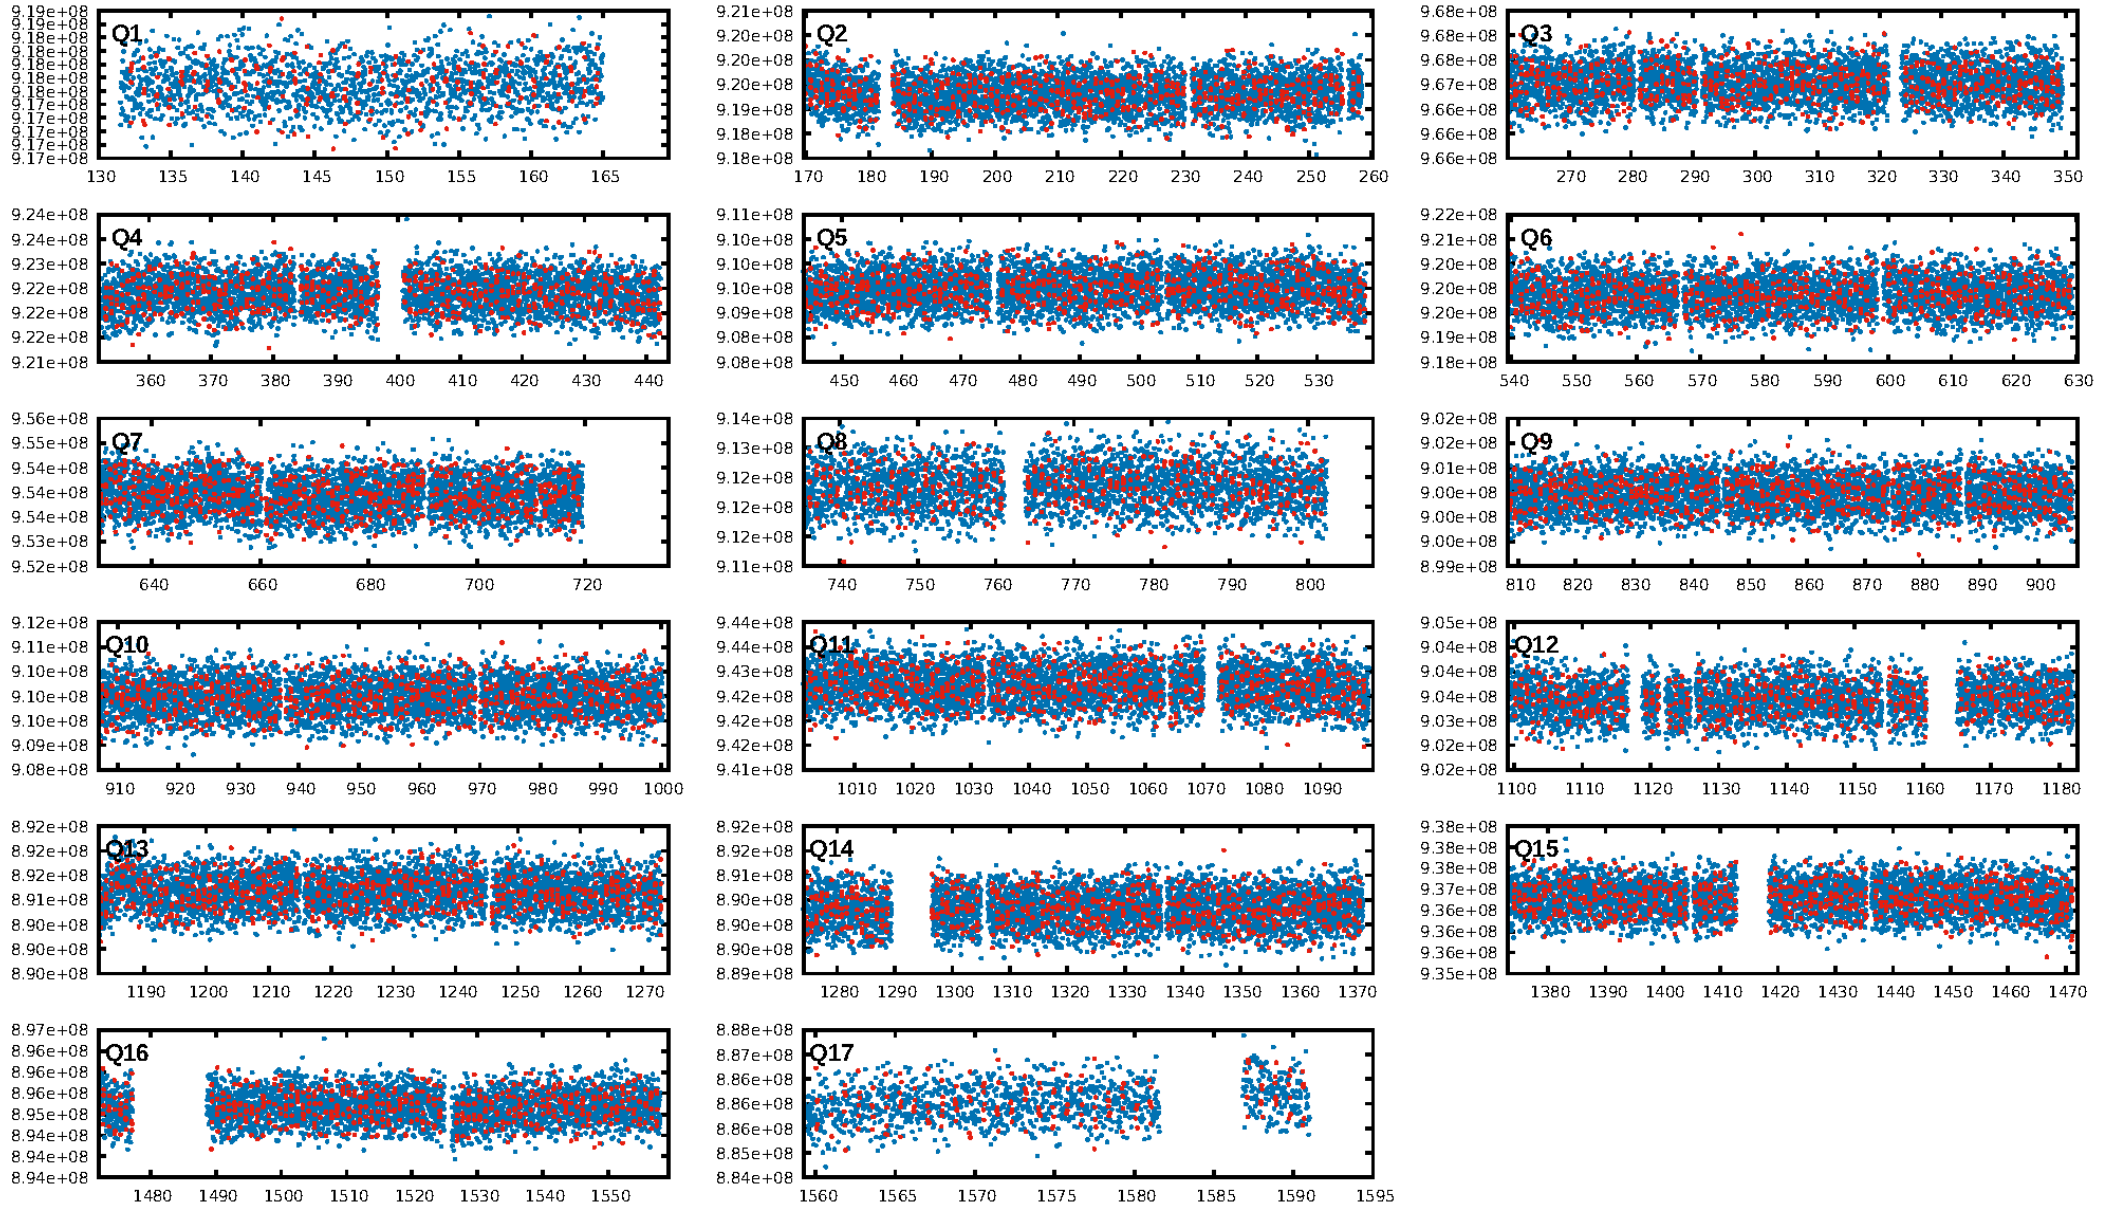 Q1
9.19e+08
9.19e+08
9.18e+08
9.18e+08
9.18e+08
9.18e+08
9.18e+08
9.17e+08
9.17e+08
9.17e+08
9.17e+08
9.17e+08
130 135 140 145 150 155 160 165
Q2
9.21e+08
9.20e+08
9.20e+08
9.20e+08
9.19e+08
9.18e+08
9.18e+08
170 180 190 200 210 220 230 240 250 260
Q3
9.68e+08
9.68e+08
9.68e+08
9.67e+08
9.66e+08
9.66e+08
9.66e+08
270 280 290 300 310 320 330 340 350
Q4
9.24e+08
9.24e+08
9.23e+08
9.22e+08
9.22e+08
9.22e+08
9.21e+08
360 370 380 390 400 410 420 430 440
Q5
9.11e+08
9.10e+08
9.10e+08
9.10e+08
9.09e+08
9.08e+08
9.08e+08
450 460 470 480 490 500 510 520 530
Q6
9.22e+08
9.21e+08
9.20e+08
9.20e+08
9.20e+08
9.19e+08
9.18e+08
540 550 560 570 580 590 600 610 620 630
Q7
9.56e+08
9.55e+08
9.54e+08
9.54e+08
9.54e+08
9.53e+08
9.52e+08
640 660 680 700 720
Q8
9.14e+08
9.13e+08
9.12e+08
9.12e+08
9.12e+08
9.12e+08
9.11e+08
740 750 760 770 780 790 800
Q9
9.02e+08
9.02e+08
9.01e+08
9.00e+08
9.00e+08
9.00e+08
8.99e+08
810 820 830 840 850 860 870 880 890 900
Q10
9.12e+08
9.11e+08
9.10e+08
9.10e+08
9.10e+08
9.09e+08
9.08e+08
910 920 930 940 950 960 970 980 990 1000
Q11
9.44e+08
9.44e+08
9.43e+08
9.42e+08
9.42e+08
9.42e+08
9.41e+08
1010 1020 1030 1040 1050 1060 1070 1080 1090
Q12
9.05e+08
9.04e+08
9.04e+08
9.04e+08
9.03e+08
9.02e+08
9.02e+08
1100 1110 1120 1130 1140 1150 1160 1170 1180
Q13
8.92e+08
8.92e+08
8.92e+08
8.91e+08
8.90e+08
8.90e+08
8.90e+08
1190 1200 1210 1220 1230 1240 1250 1260 1270
Q14
8.92e+08
8.92e+08
8.91e+08
8.90e+08
8.90e+08
8.90e+08
8.89e+08
1280 1290 1300 1310 1320 1330 1340 1350 1360 1370
Q15
9.38e+08
9.38e+08
9.38e+08
9.37e+08
9.36e+08
9.36e+08
9.36e+08
9.35e+08
1380 1390 1400 1410 1420 1430 1440 1450 1460 1470
Q16
8.97e+08
8.96e+08
8.96e+08
8.96e+08
8.95e+08
8.94e+08
8.94e+08
8.94e+08
1480 1490 1500 1510 1520 1530 1540 1550
Q17
8.88e+08
8.87e+08
8.86e+08
8.86e+08
8.86e+08
8.85e+08
8.84e+08
1560 1565 1570 1575 1580 1585 1590 1595